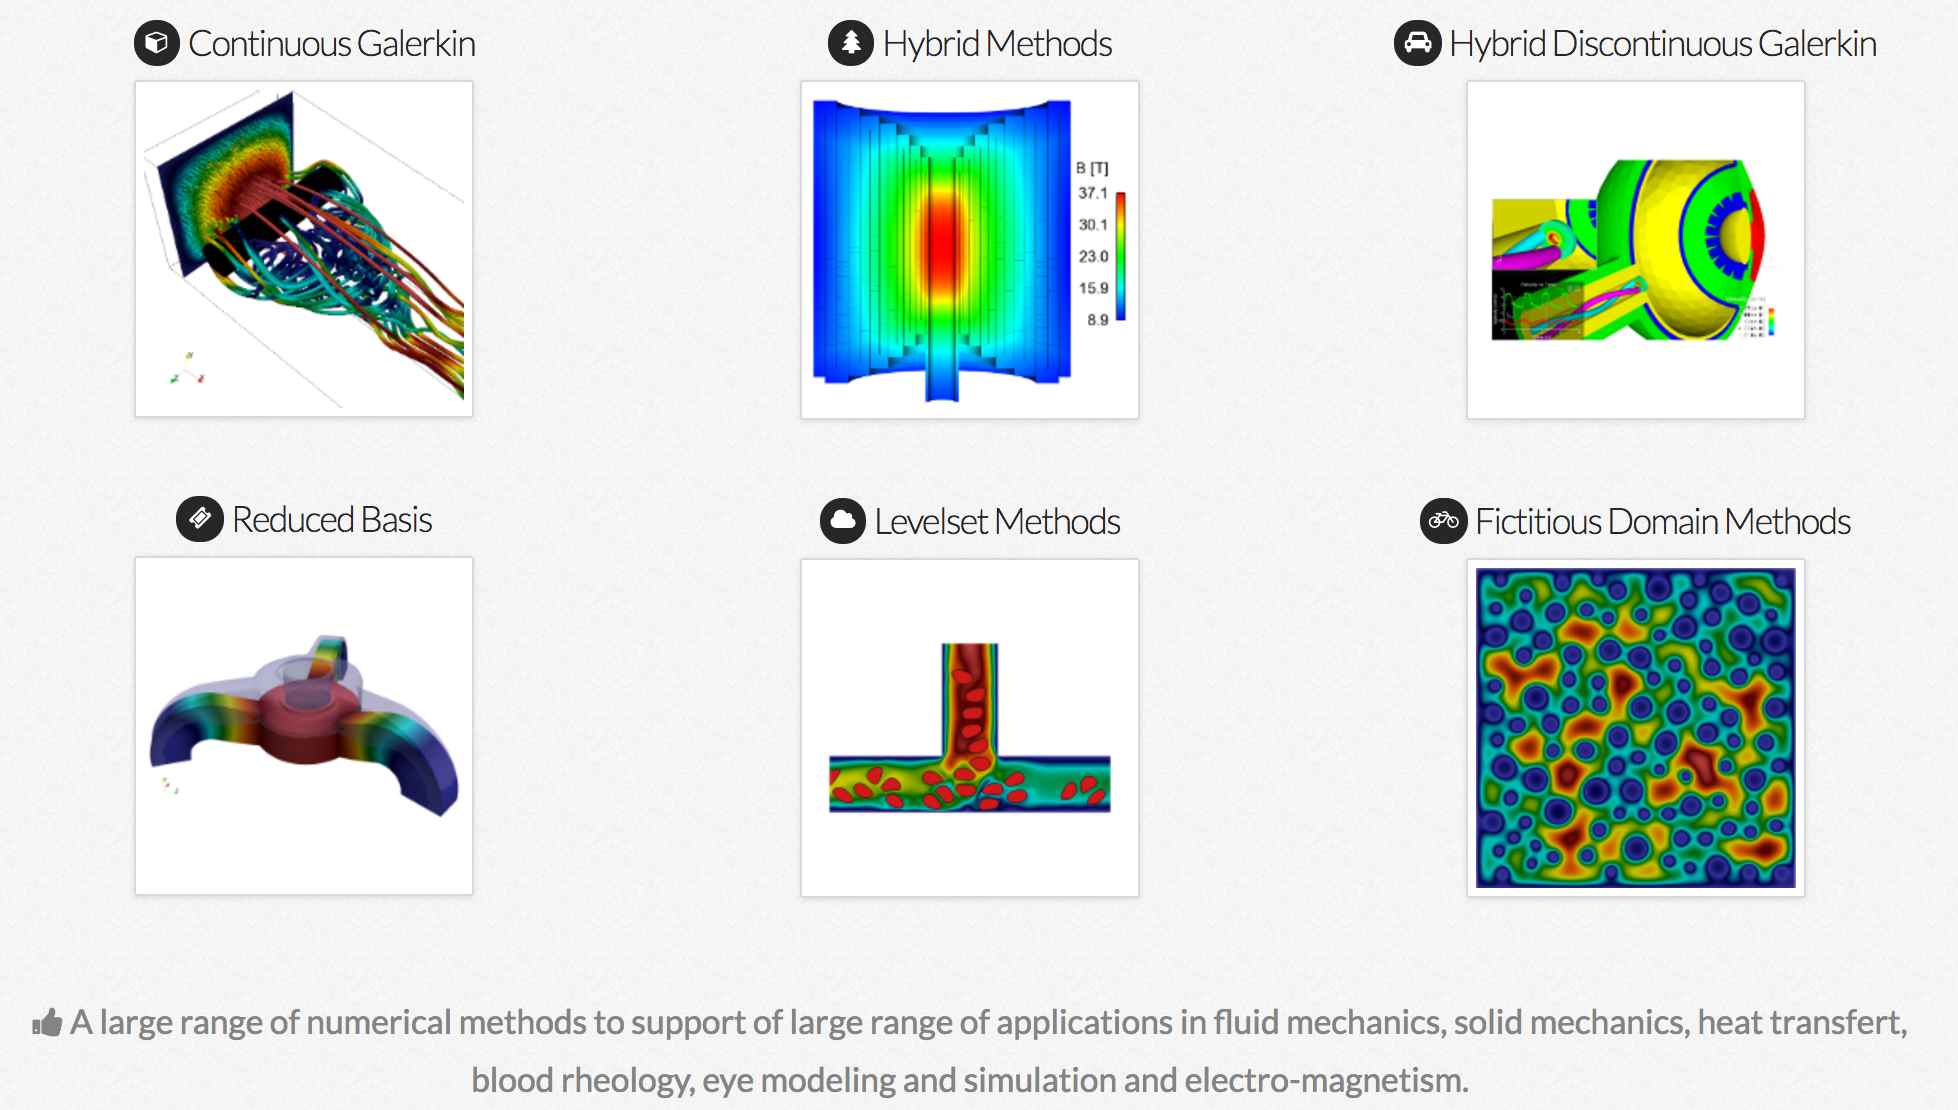 Continuous Galerkin
Hybrid Methods
Hybrid Discontinuous Galerkin
B [T]
37.1
30.1
23.0
15.9
8.9
Reduced Basis
Levelset Methods
Fictitious Domain Methods
A large range of numerical methods to support of large range of applications in fluid mechanics, solid mechanics, heat transfert,
blood rheology, eye modeling and simulation and electro-magnetism.